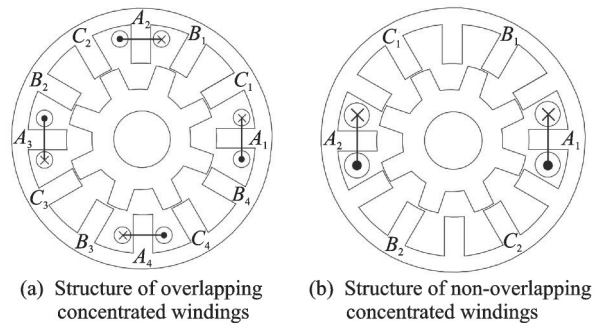 A₂
C₂
B₁
B₂
C₁
A₃
A₁
C₃
B₄
B₃
A₄
C₄
(a) Structure of overlapping
concentrated windings
C₁
B₁
A₂
A₁
B₂
C₂
(b) Structure of non-overlapping
concentrated windings